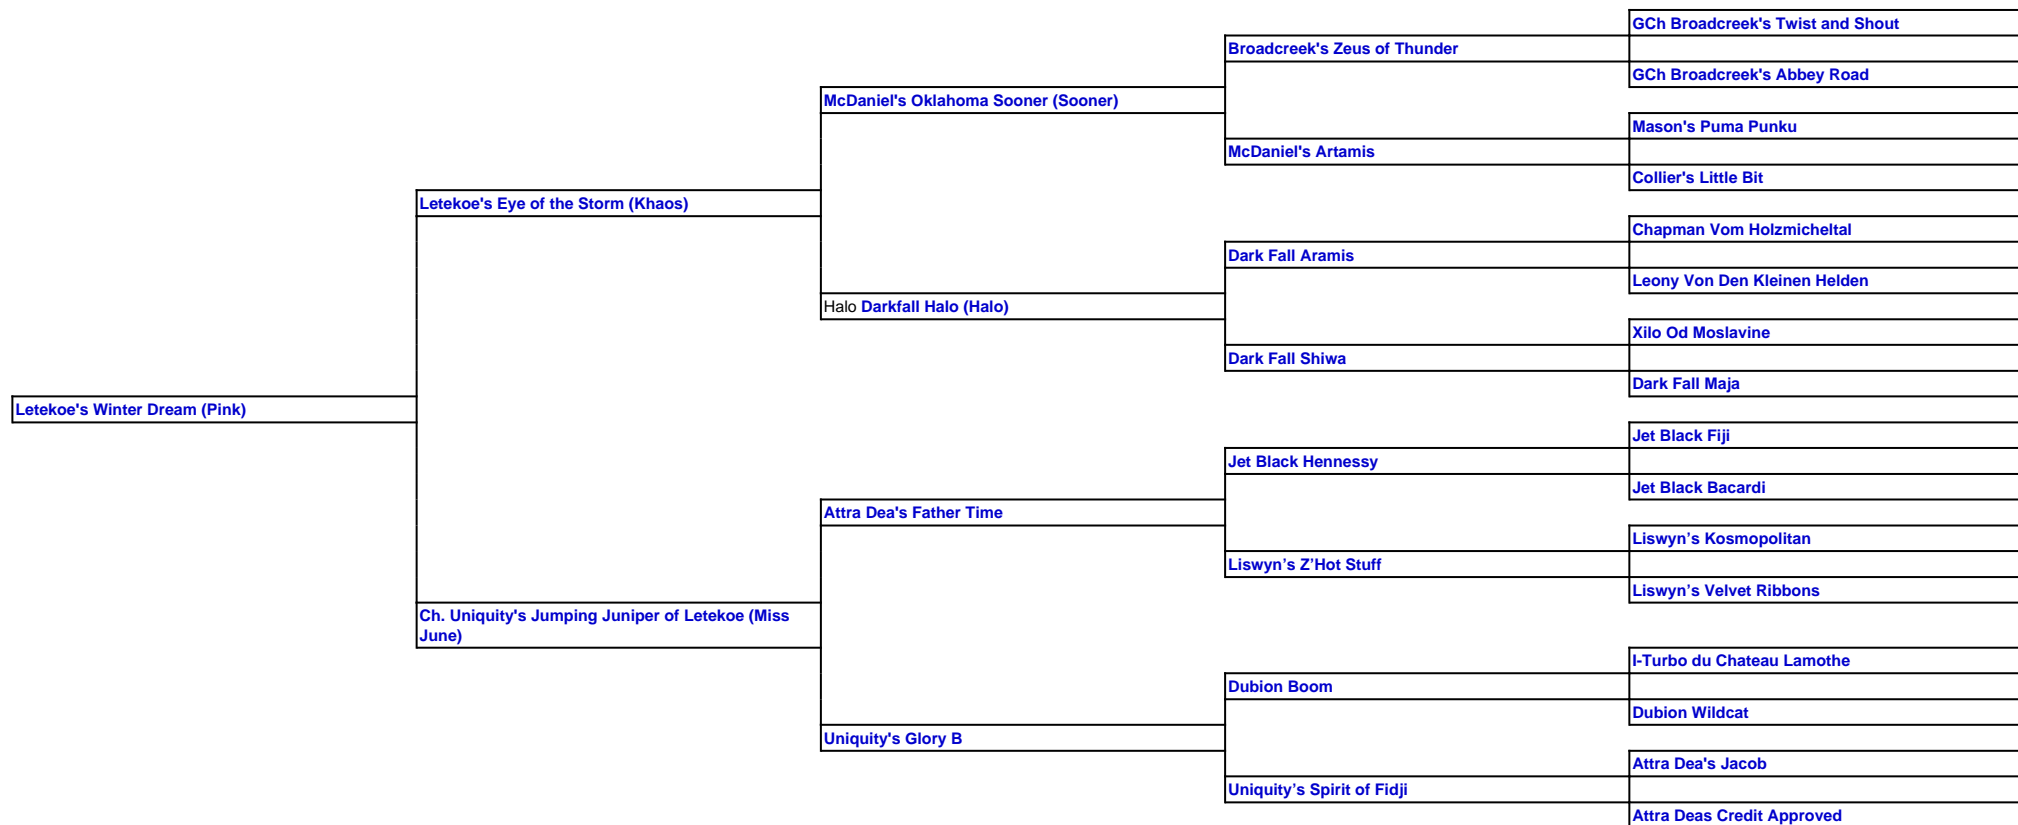 GCh Broadcreek's Twist and Shout
Broadcreek's Zeus of Thunder
GCh Broadcreek's Abbey Road
McDaniel's Oklahoma Sooner (Sooner)
Mason's Puma Punku
McDaniel's Artamis
Collier's Little Bit
Letekoe's Eye of the Storm (Khaos)
Chapman Vom Holzmicheltal
Dark Fall Aramis
Leony Von Den Kleinen Helden
Halo Darkfall Halo (Halo)
Xilo Od Moslavine
Dark Fall Shiwa
Dark Fall Maja
Letekoe's Winter Dream (Pink)
Jet Black Fiji
Jet Black Hennessy
Jet Black Bacardi
Attra Dea's Father Time
Liswyn’s Kosmopolitan
Liswyn’s Z’Hot Stuff
Liswyn’s Velvet Ribbons
Ch. Uniquity's Jumping Juniper of Letekoe (Miss
June)
I-Turbo du Chateau Lamothe
Dubion Boom
Dubion Wildcat
Uniquity's Glory B
Attra Dea's Jacob
Uniquity’s Spirit of Fidji
Attra Deas Credit Approved